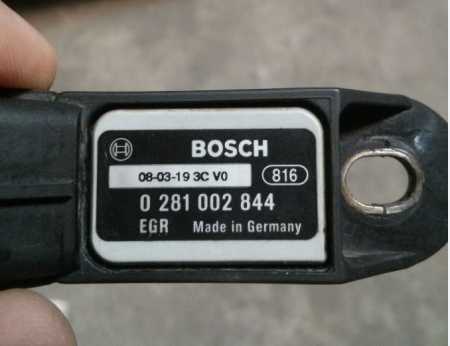 BOSCH
08-03-19 3C V0 816
0 281 002 844
EGR Made in Germany